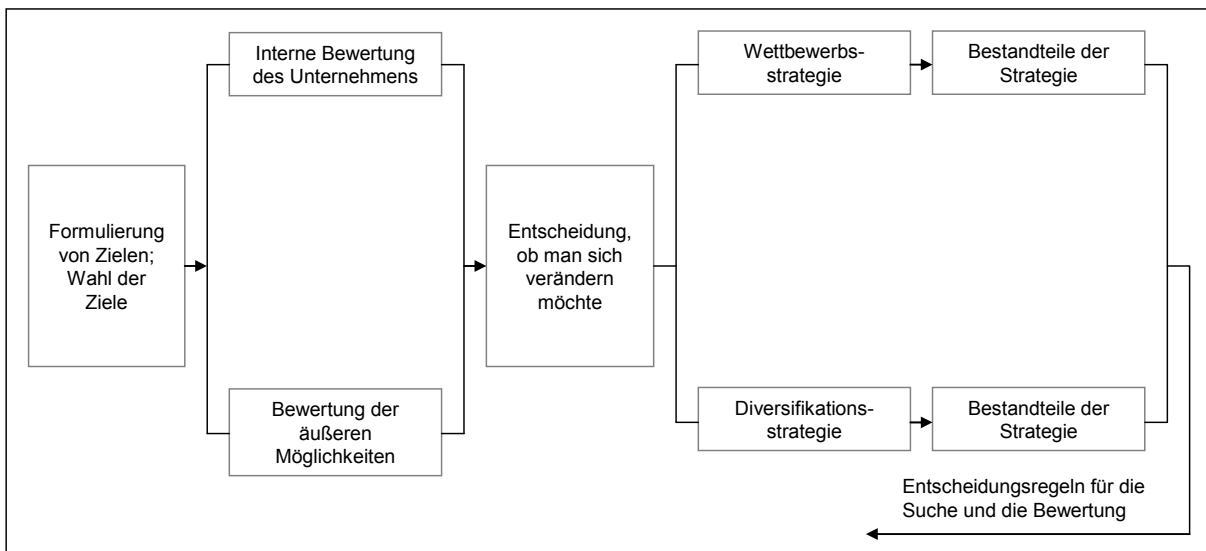 Formulierung
von Zielen;
Wahl der
Ziele
Interne Bewertung
des Unternehmens
Bewertung der
äußeren
Möglichkeiten
Entscheidung,
ob man sich
verändern
möchte
Wettbewerbs-
strategie
Bestandteile der
Strategie
Diversifikations-
strategie
Bestandteile der
Strategie
Entscheidungsregeln für die
Suche und die Bewertung